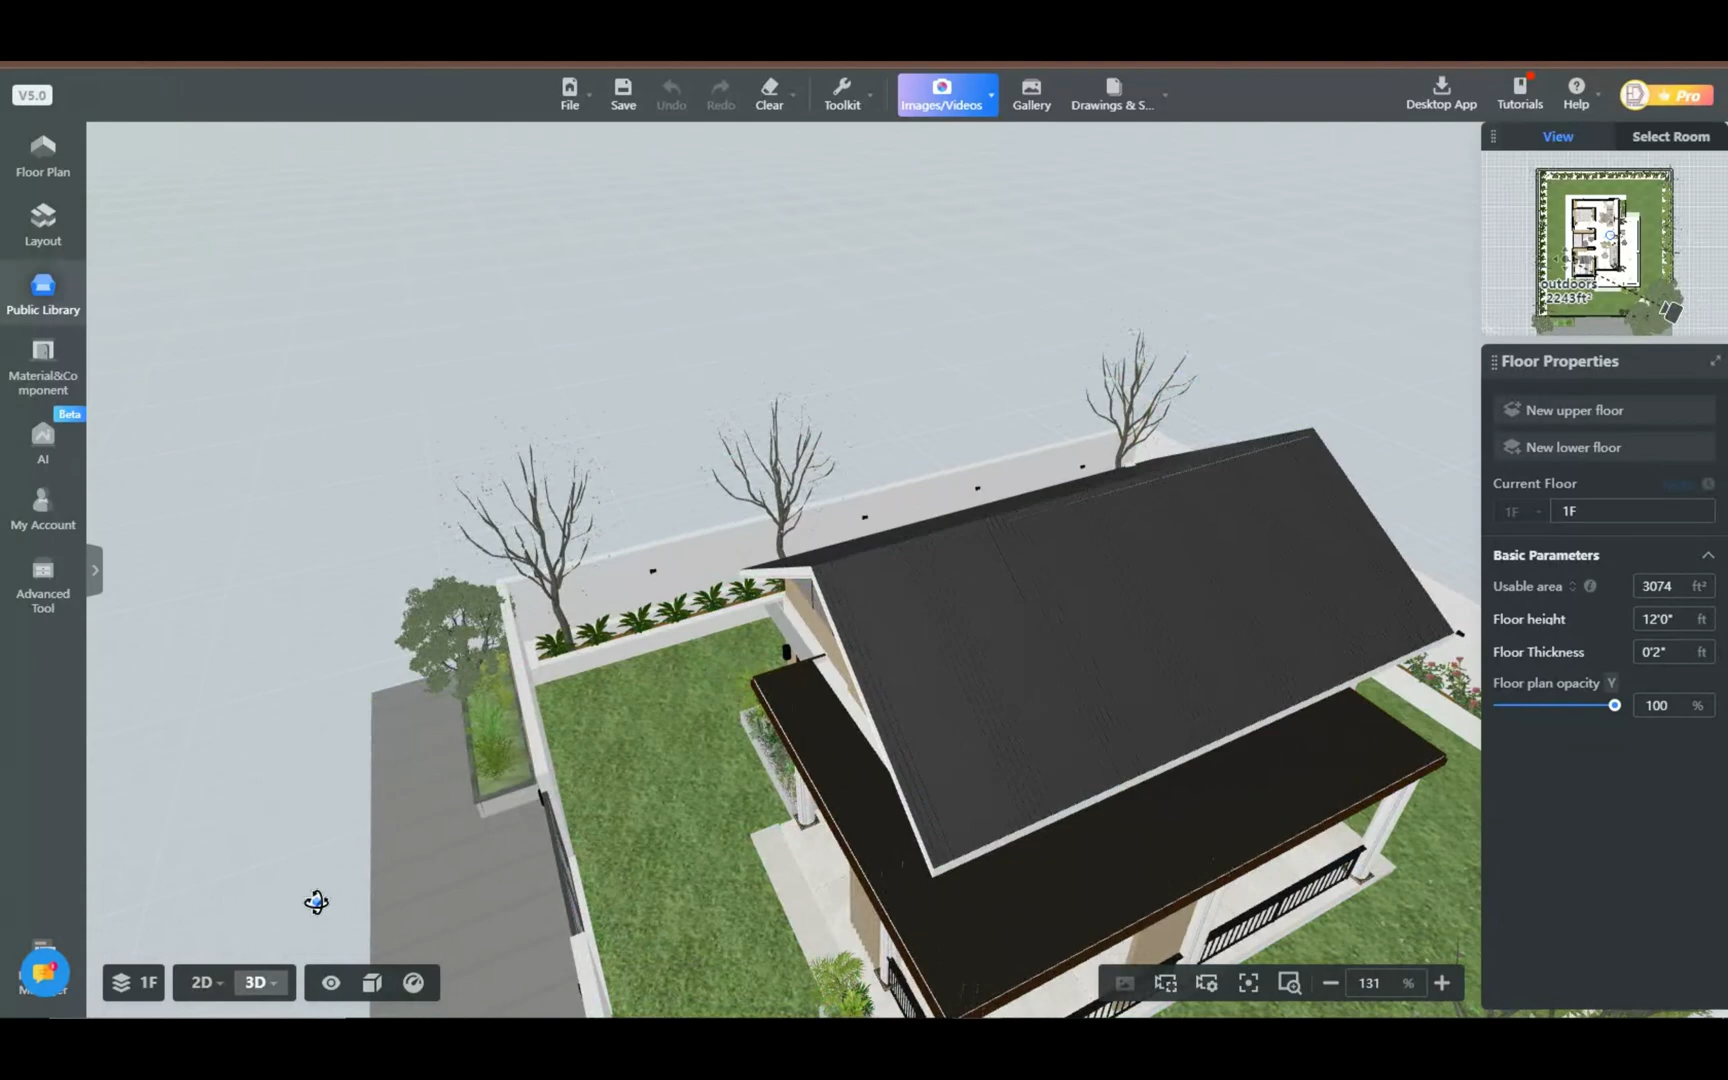 V5.0
File
Save
Undo
Redo
Clear
Toolkit
Images/Videos
Gallery
Drawings & S...
Desktop App
Tutorials
Help
Pro
Floor Plan
Layout
Public Library
Material&Co
mponent
Beta
AI
My Account
Advanced
Tool
View
Select Room
outdoors
2243ft²
Floor Properties
New upper floor
New lower floor
Current Floor
1F
1F
Basic Parameters
Usable area
3074 ft²
Floor height
12'0" ft
Floor Thickness
0'2" ft
Floor plan opacity Y
100 %
1F
2D
3D
131 %